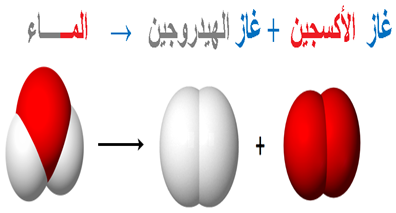 غاز الأكسجين + غاز الهيدروجين → المـــاء
→ +